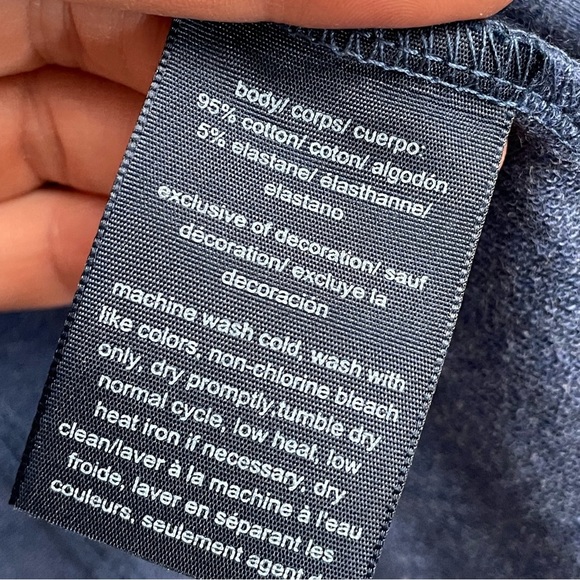 body/ corps/ cuerpo:
95% cotton/ coton/ algodón
5% elastane/ élasthanne/
elastano
exclusive of decoration/ sauf
décoration/ excluye la
decoración
machine wash cold, wash with
like colors, non-chlorine bleach
only, dry promptly,tumble dry
normal cycle, low heat, low
heat iron if necessary, dry
clean/laver à la machine à l'eau
froide, laver en séparant les
couleurs, seulement agent